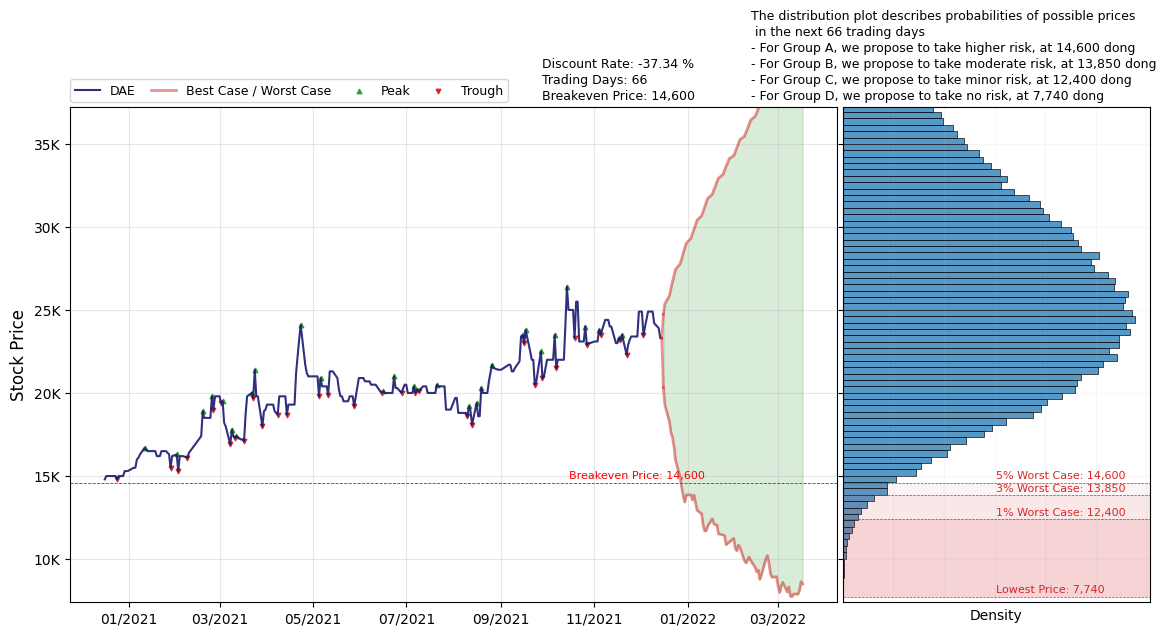 The distribution plot describes probabilities of possible prices
in the next 66 trading days
- For Group A, we propose to take higher risk, at 14,600 dong
- For Group B, we propose to take moderate risk, at 13,850 dong
- For Group C, we propose to take minor risk, at 12,400 dong
- For Group D, we propose to take no risk, at 7,740 dong
Discount Rate: -37.34 %
Trading Days: 66
Breakeven Price: 14,600
DAE
Best Case / Worst Case
Peak
Trough
Stock Price
35K
30K
25K
20K
15K
10K
Breakeven Price: 14,600
5% Worst Case: 14,600
3% Worst Case: 13,850
1% Worst Case: 12,400
Lowest Price: 7,740
01/2021
03/2021
05/2021
07/2021
09/2021
11/2021
01/2022
03/2022
Density